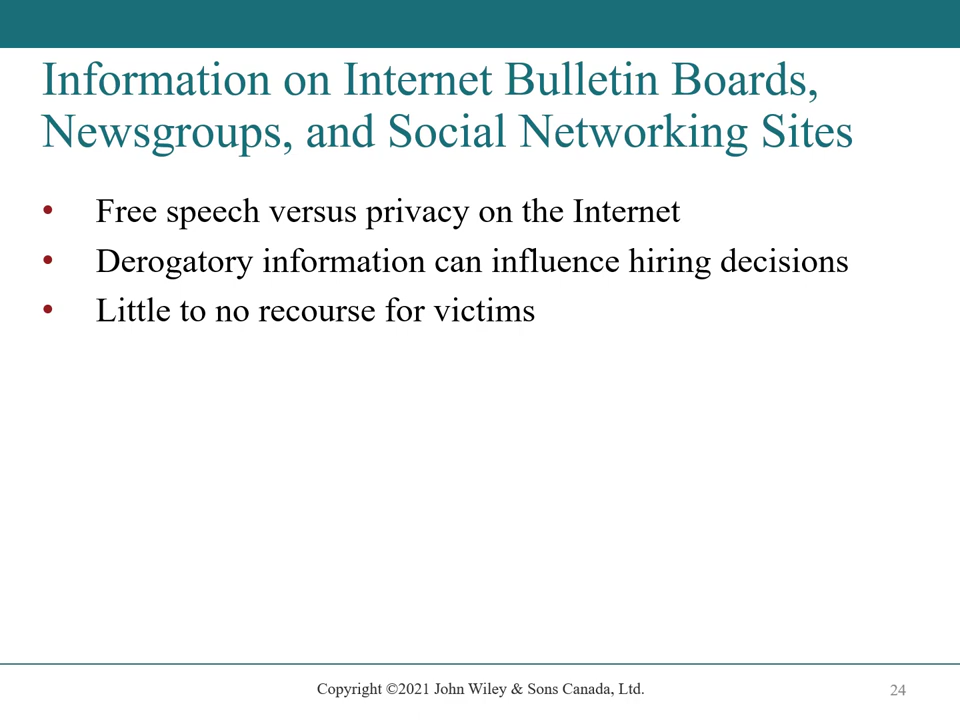 Information on Internet Bulletin Boards,
Newsgroups, and Social Networking Sites
• Free speech versus privacy on the Internet
• Derogatory information can influence hiring decisions
• Little to no recourse for victims
Copyright ©2021 John Wiley & Sons Canada, Ltd.
24